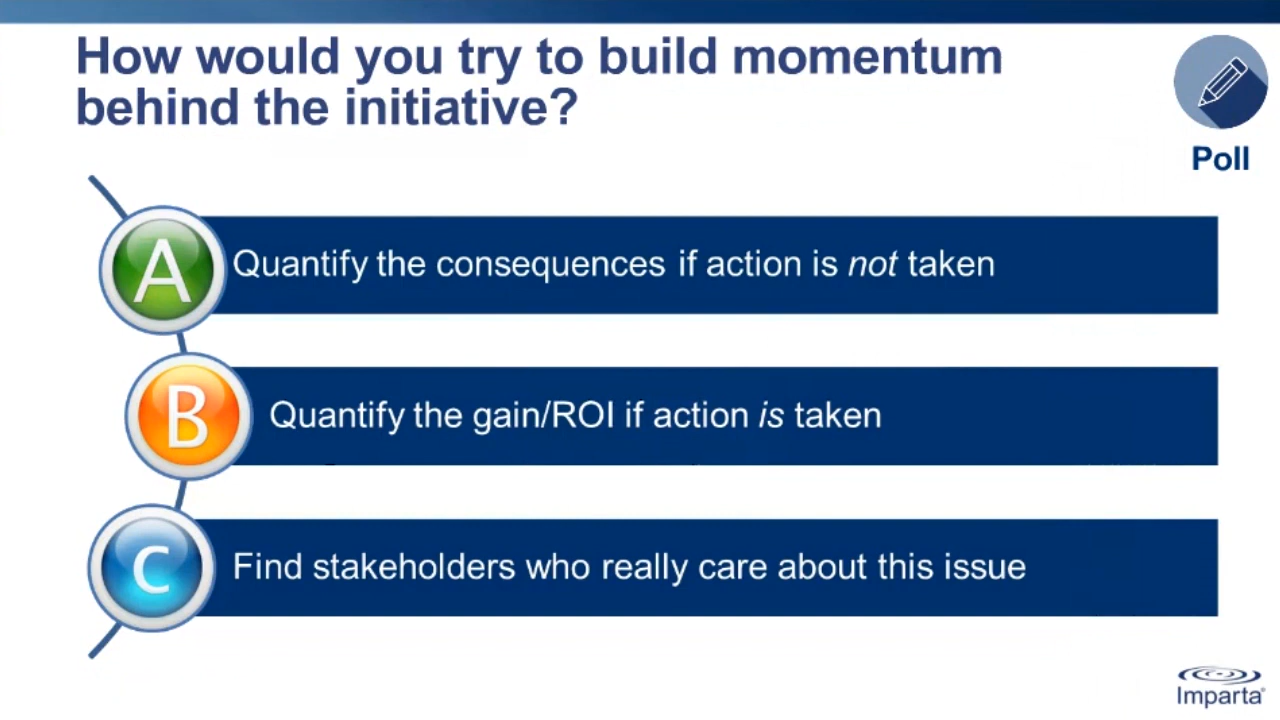 How would you try to build momentum
behind the initiative?
Poll
A
Quantify the consequences if action is not taken
B
Quantify the gain/ROI if action is taken
C
Find stakeholders who really care about this issue
Imparta®